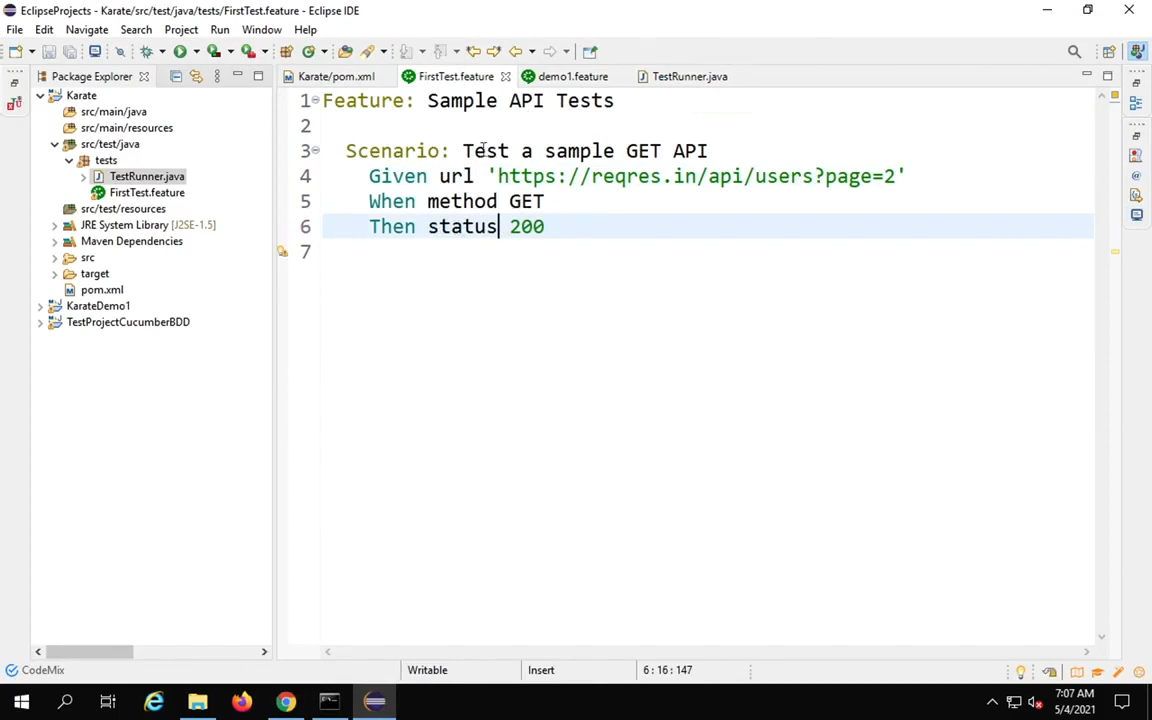 EclipseProjects - Karate/src/test/java/tests/FirstTest.feature - Eclipse IDE
File Edit Navigate Search Project Run Window Help
Package Explorer
Karate/pom.xml
FirstTest.feature
demo1.feature
TestRunner.java
Karate
src/main/java
src/main/resources
src/test/java
tests
TestRunner.java
FirstTest.feature
src/test/resources
JRE System Library [J2SE-1.5]
Maven Dependencies
src
target
pom.xml
KarateDemo1
TestProjectCucumberBDD
1 Feature: Sample API Tests
2
3 Scenario: Test a sample GET API
4 Given url 'https://reqres.in/api/users?page=2'
5 When method GET
6 Then status 200
7
CodeMix
Writable
Insert
6 : 16 : 147
7:07 AM
5/4/2021